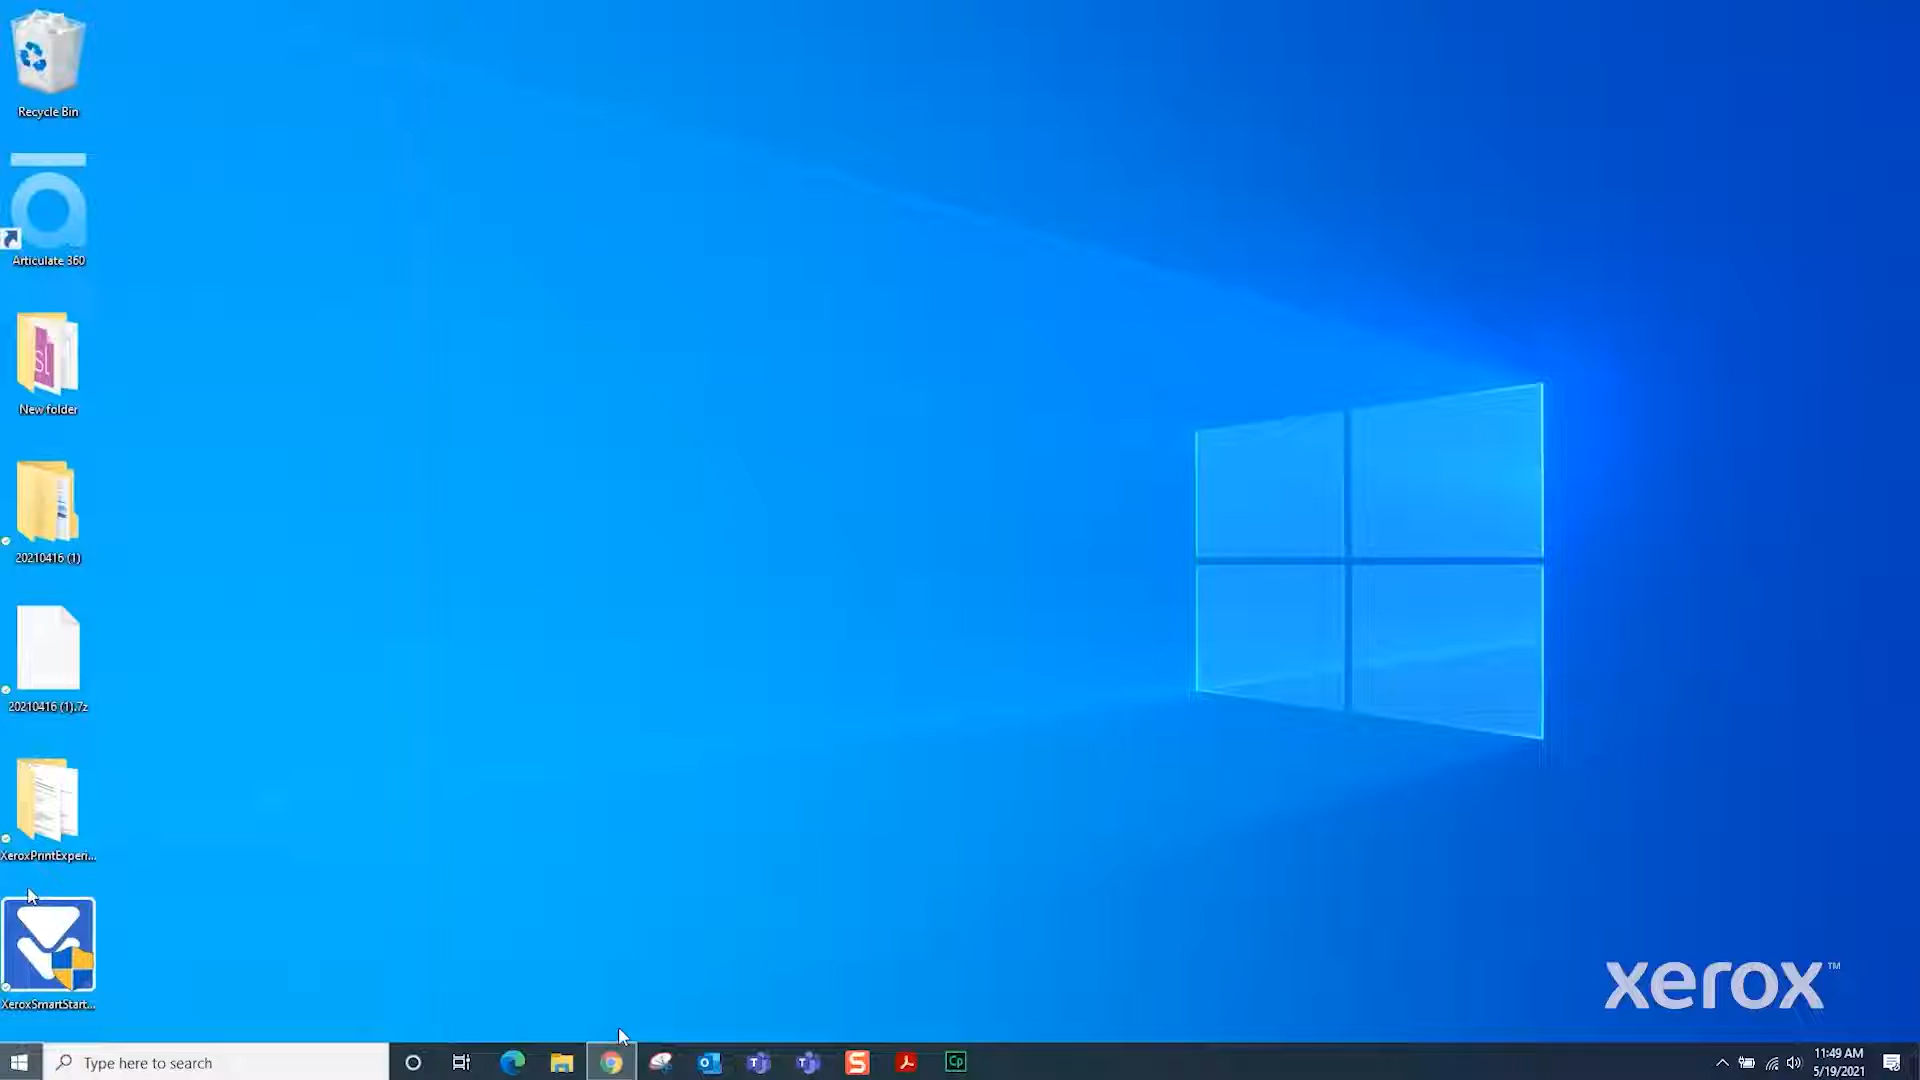 Recycle Bin
Articulate 360
New folder
20210416 (1)
20210416 (1).7z
XeroxPrintExperi...
XeroxSmartStart...
xerox™
Type here to search
11:49 AM
5/19/2021